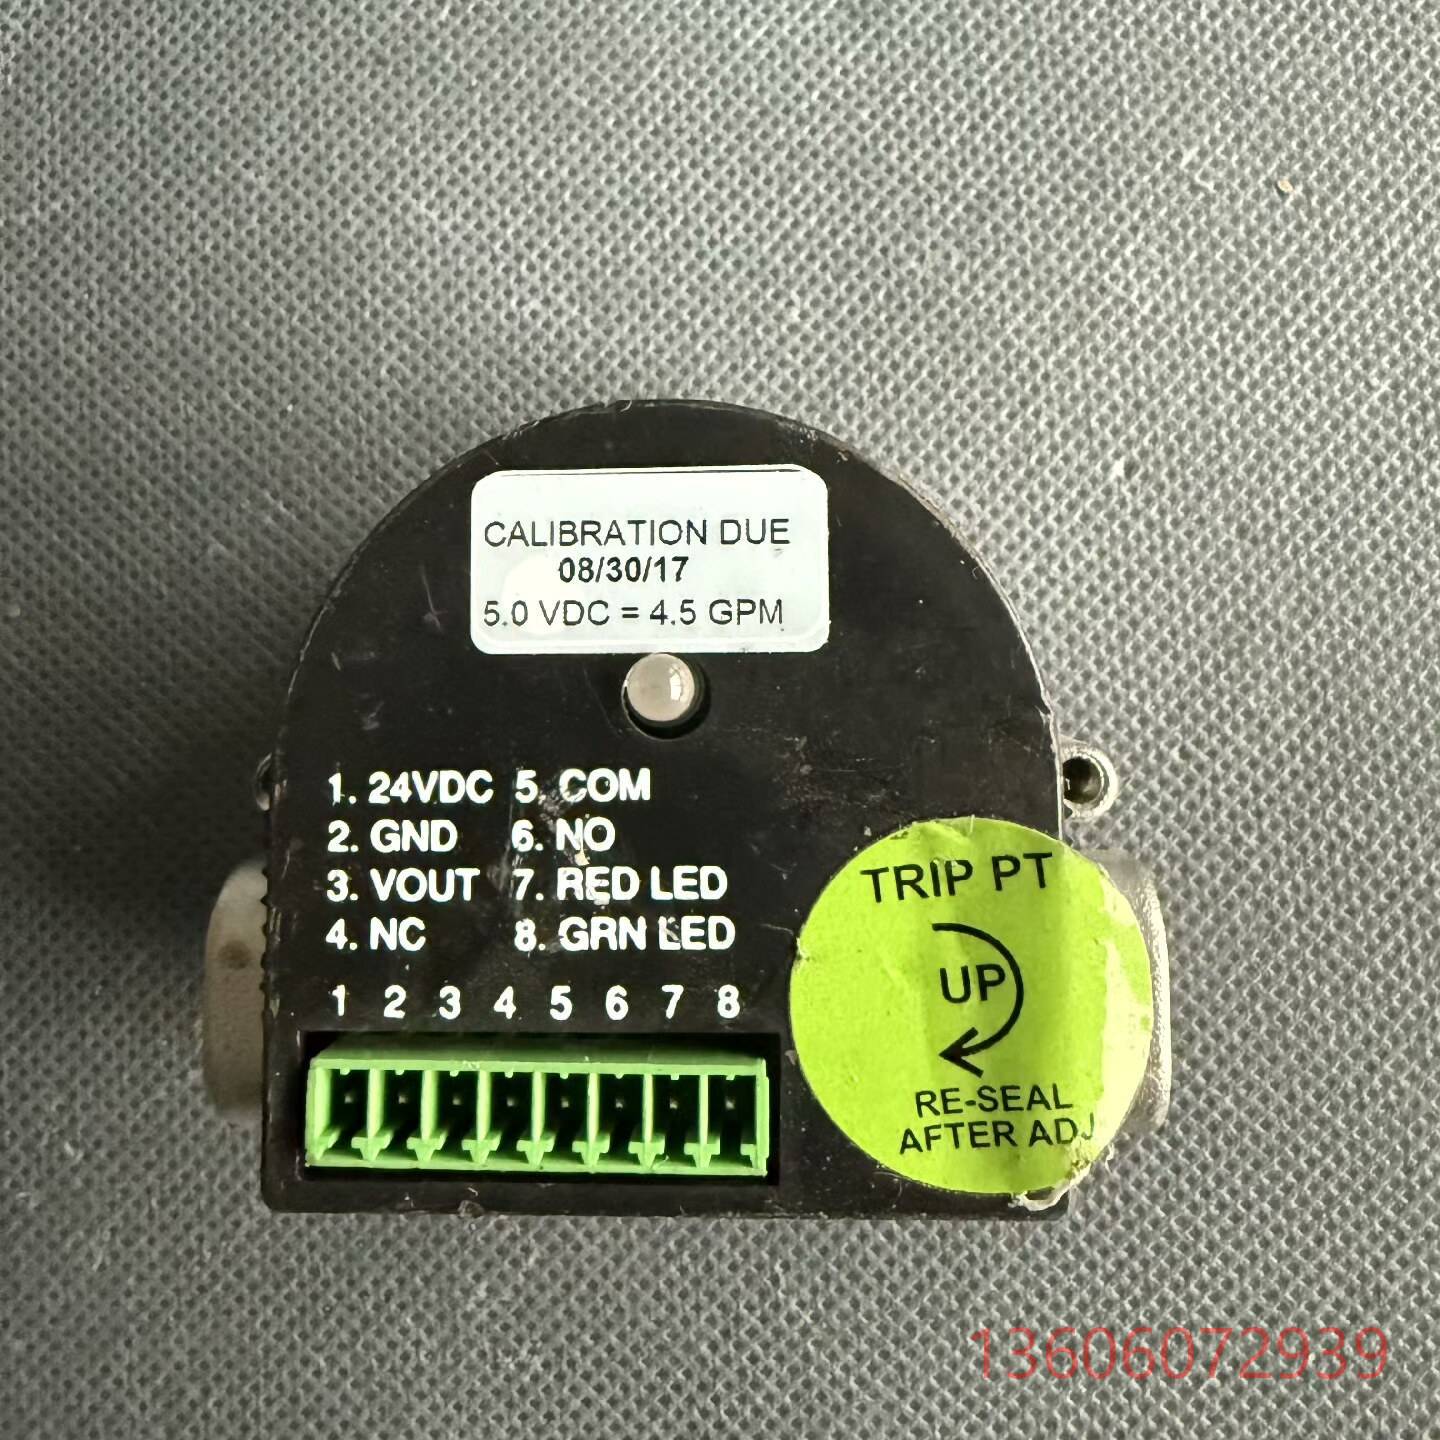 CALIBRATION DUE
08/30/17
5.0 VDC = 4.5 GPM
1. 24VDC 5. COM
2. GND 6. NO
3. VOUT 7. RED LED
4. NC 8. GRN LED
1 2 3 4 5 6 7 8
TRIP PT
UP
RE-SEAL
AFTER ADJ
13606072939